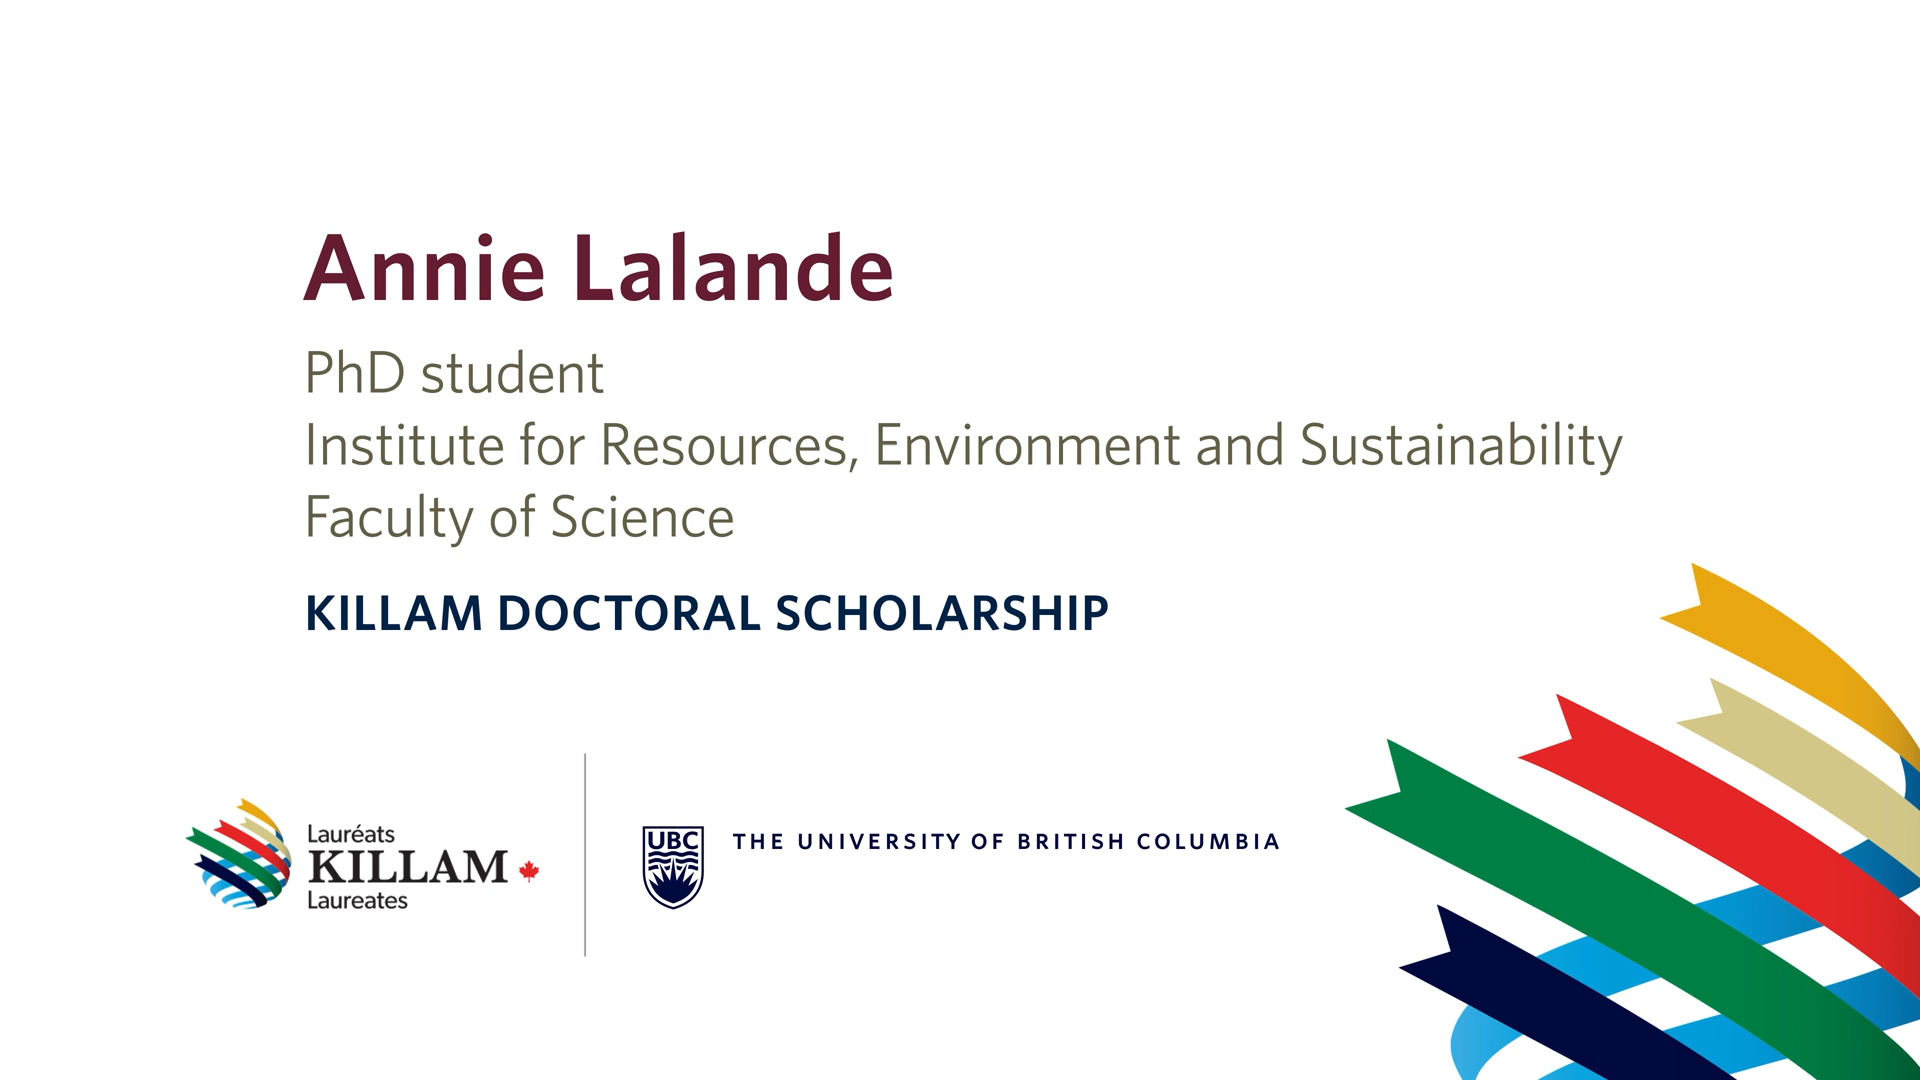 Annie Lalande
PhD student
Institute for Resources, Environment and Sustainability
Faculty of Science
KILLAM DOCTORAL SCHOLARSHIP
Lauréats
KILLAM
Laureates
UBC
THE UNIVERSITY OF BRITISH COLUMBIA